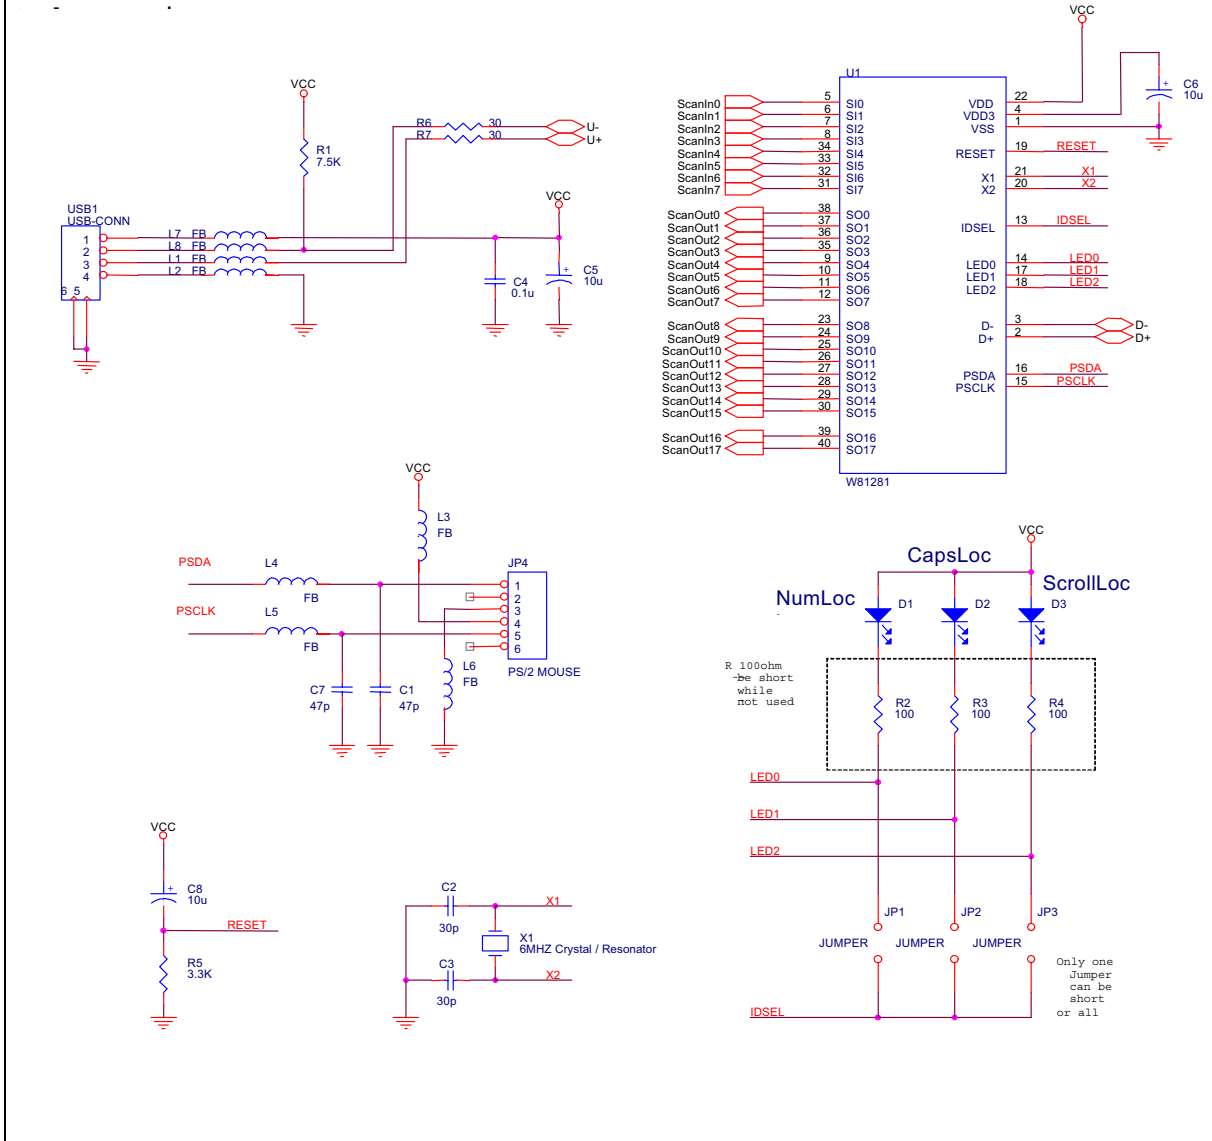 VCC
R1
7.5K
R6 30
R7 30
U-
U+
USB1
USB-CONN
1
2
3
4
6 5
L7 FB
L8 FB
L1 FB
L2 FB
VCC
C4
0.1u
+
C5
10u
VCC
+
C6
10u
U1
ScanIn0 5 SI0
ScanIn1 6 SI1
ScanIn2 7 SI2
ScanIn3 8 SI3
ScanIn4 34 SI4
ScanIn5 33 SI5
ScanIn6 32 SI6
ScanIn7 31 SI7
ScanOut0 38 SO0
ScanOut1 37 SO1
ScanOut2 36 SO2
ScanOut3 35 SO3
ScanOut4 9 SO4
ScanOut5 10 SO5
ScanOut6 11 SO6
ScanOut7 12 SO7
ScanOut8 23 SO8
ScanOut9 24 SO9
ScanOut10 25 SO10
ScanOut11 26 SO11
ScanOut12 27 SO12
ScanOut13 28 SO13
ScanOut14 29 SO14
ScanOut15 30 SO15
ScanOut16 39 SO16
ScanOut17 40 SO17
VDD 22
VDD3 4
VSS 1
RESET 19 RESET
X1 21 X1
X2 20 X2
IDSEL 13 IDSEL
LED0 14 LED0
LED1 17 LED1
LED2 18 LED2
D- 3 D-
D+ 2 D+
PSDA 16 PSDA
PSCLK 15 PSCLK
W81281
VCC
L3
FB
PSDA
L4
FB
PSCLK
L5
FB
JP4
1
2
3
4
5
6
PS/2 MOUSE
L6
FB
C7
47p
C1
47p
VCC
CapsLoc
ScrollLoc
NumLoc
D1
D2
D3
R 100ohm
be short
while
not used
R2
100
R3
100
R4
100
LED0
LED1
LED2
JP1
JP2
JP3
JUMPER
JUMPER
JUMPER
Only one
Jumper
can be
short
or all
IDSEL
VCC
+
C8
10u
RESET
R5
3.3K
C2
30p
X1
X1
6MHZ Crystal / Resonator
C3
30p
X2